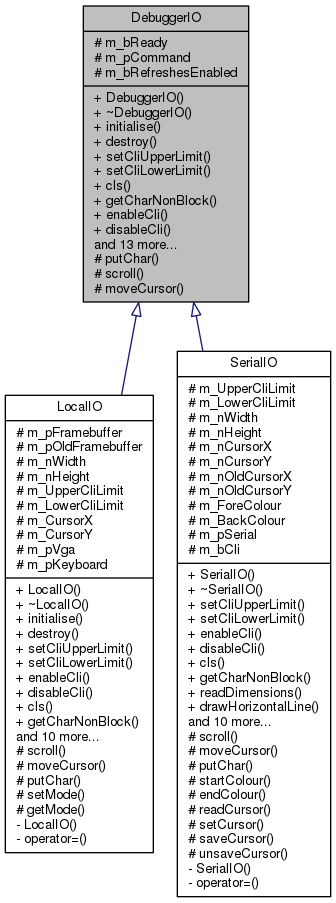 DebuggerIO
# m_bReady
# m_pCommand
# m_bRefreshesEnabled
+ DebuggerIO()
+ ~DebuggerIO()
+ initialise()
+ destroy()
+ setCliUpperLimit()
+ setCliLowerLimit()
+ cls()
+ getCharNonBlock()
+ enableCli()
+ disableCli()
and 13 more...
# putChar()
# scroll()
# moveCursor()
LocalIO
# m_pFramebuffer
# m_pOldFramebuffer
# m_nWidth
# m_nHeight
# m_UpperCliLimit
# m_LowerCliLimit
# m_CursorX
# m_CursorY
# m_pVga
# m_pKeyboard
+ LocalIO()
+ ~LocalIO()
+ initialise()
+ destroy()
+ setCliUpperLimit()
+ setCliLowerLimit()
+ enableCli()
+ disableCli()
+ cls()
+ getCharNonBlock()
and 10 more...
# scroll()
# moveCursor()
# putChar()
# setMode()
# getMode()
- LocalIO()
- operator=()
SerialIO
# m_UpperCliLimit
# m_LowerCliLimit
# m_nWidth
# m_nHeight
# m_nCursorX
# m_nCursorY
# m_nOldCursorX
# m_nOldCursorY
# m_ForeColour
# m_BackColour
# m_pSerial
# m_bCli
+ SerialIO()
+ ~SerialIO()
+ setCliUpperLimit()
+ setCliLowerLimit()
+ enableCli()
+ disableCli()
+ cls()
+ getCharNonBlock()
+ readDimensions()
+ drawHorizontalLine()
and 10 more...
# scroll()
# moveCursor()
# putChar()
# startColour()
# endColour()
# readCursor()
# setCursor()
# saveCursor()
# unsaveCursor()
- SerialIO()
- operator=()